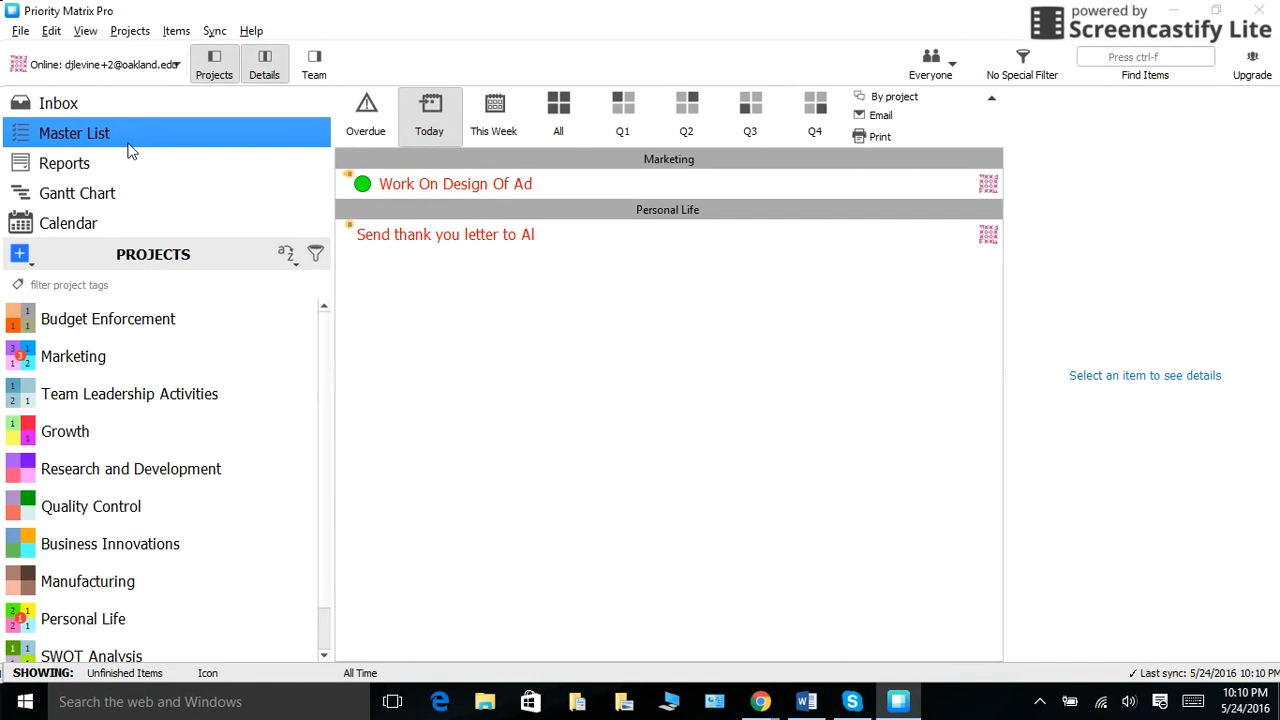 Priority Matrix Pro
powered by
Screencastify Lite
File Edit View Projects Items Sync Help
Online: djlevine+2@oakland.edu
Projects Details Team
Everyone No Special Filter
Press ctrl-f
Find Items
Upgrade
Inbox
Master List
Reports
Gantt Chart
Calendar
PROJECTS
filter project tags
Budget Enforcement
Marketing
Team Leadership Activities
Growth
Research and Development
Quality Control
Business Innovations
Manufacturing
Personal Life
SWOT Analysis
Overdue Today This Week All Q1 Q2 Q3 Q4
By project
Email
Print
Marketing
Work On Design Of Ad
Personal Life
Send thank you letter to Al
Select an item to see details
SHOWING: Unfinished Items Icon All Time Last sync: 5/24/2016 10:10 PM
Search the web and Windows
10:10 PM
5/24/2016